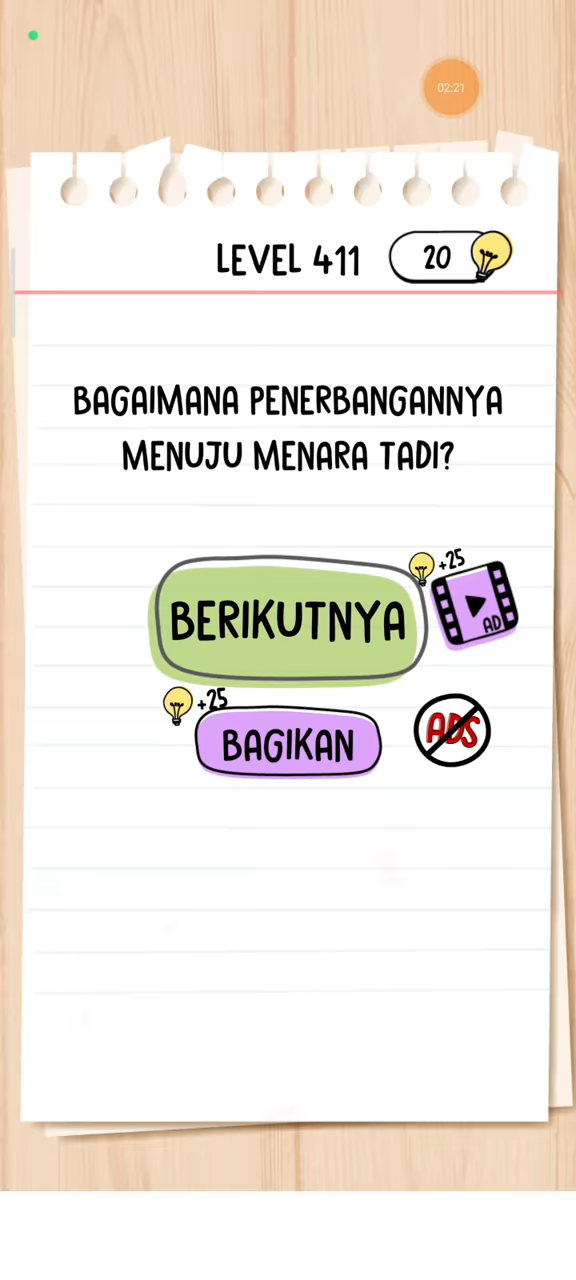 02:21
LEVEL 411
20
BAGAIMANA PENERBANGANNYA
MENUJU MENARA TADI?
+25
BERIKUTNYA
AD
+25
BAGIKAN
ADS